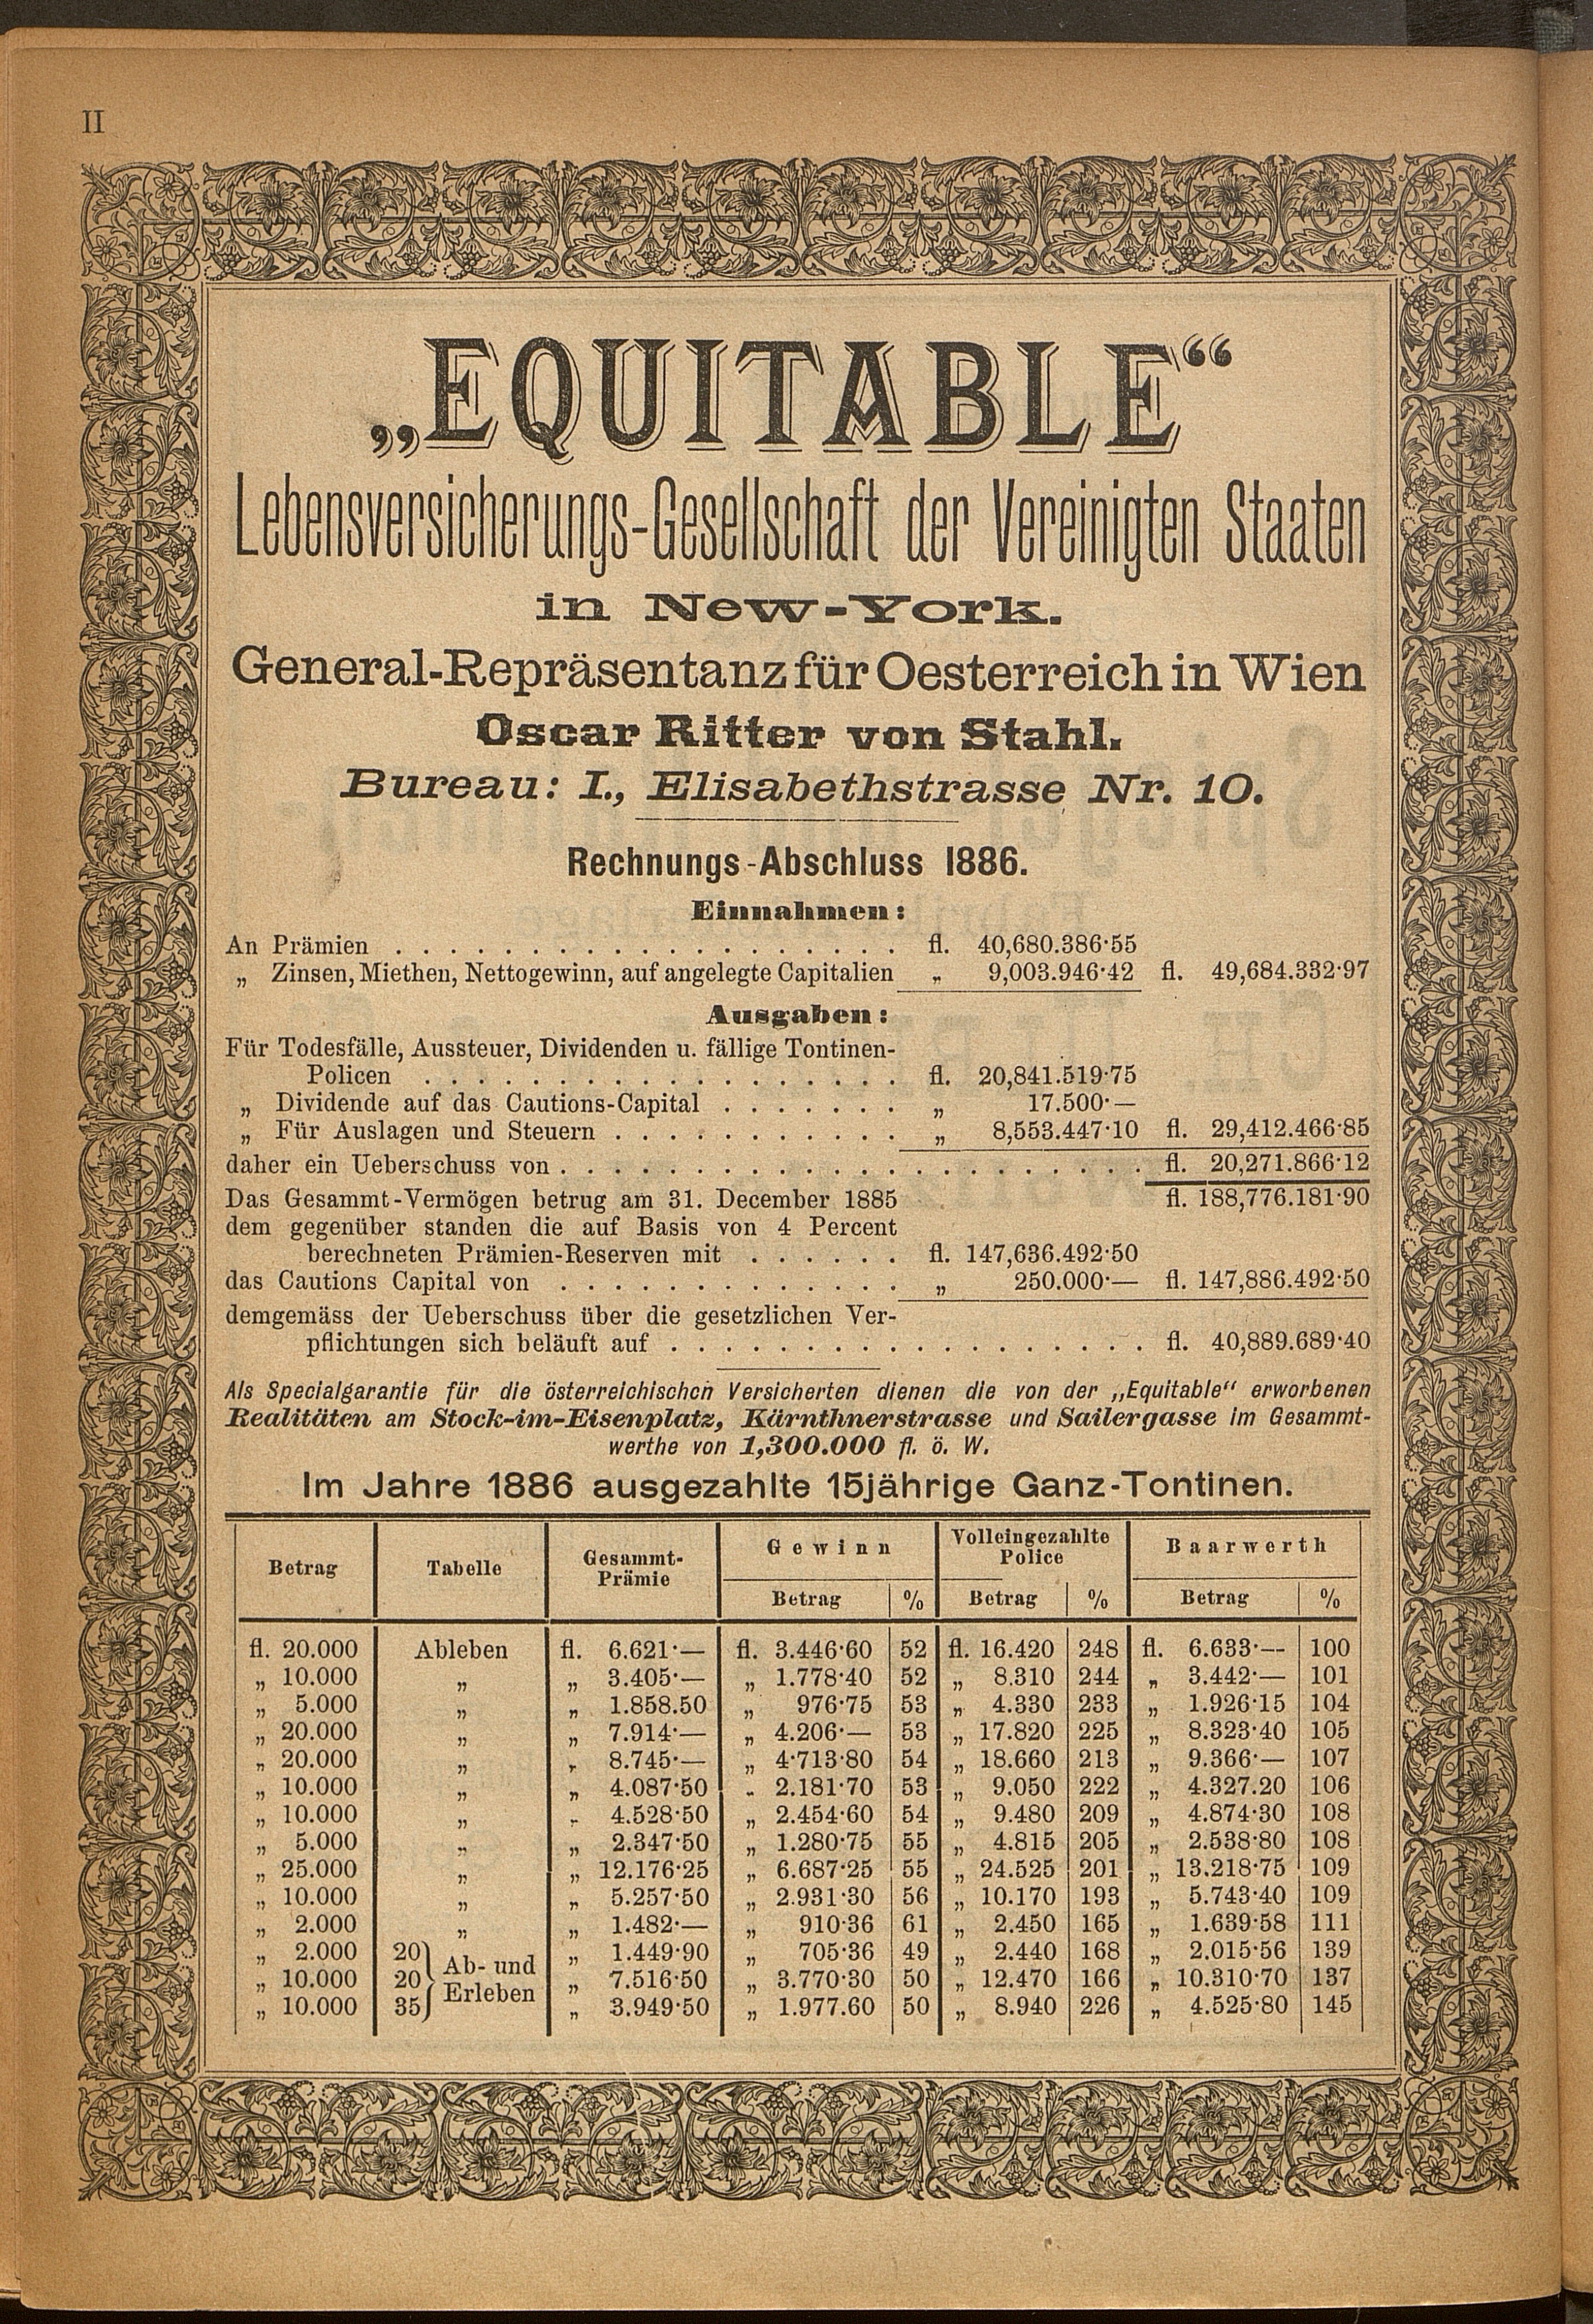 II
„EQUITABLE“
Lebensversicherungs-Gesellschaft der Vereinigten Staaten
in New-York.
General-Repräsentanz für Oesterreich in Wien
Oscar Ritter von Stahl.
Bureau: I., Elisabethstrasse Nr. 10.
Rechnungs-Abschluss 1886.
Einnahmen:
An Prämien . . . . . . . . . . . . . . . . . . . fl. 40,680.386·55
„ Zinsen, Miethen, Nettogewinn, auf angelegte Capitalien „ 9,003.946·42 fl. 49,684.332·97
Ausgaben:
Für Todesfälle, Aussteuer, Dividenden u. fällige Tontinen-
Policen . . . . . . . . . . . . . . . . . . fl. 20,841.519·75
„ Dividende auf das Cautions-Capital . . . . . . . „ 17.500·—
„ Für Auslagen und Steuern . . . . . . . . . . . „ 8,553.447·10 fl. 29,412.466·85
daher ein Ueberschuss von . . . . . . . . . . . . . . . . . . . . . . fl. 20,271.866·12
Das Gesammt-Vermögen betrug am 31. December 1885 fl. 188,776.181·90
dem gegenüber standen die auf Basis von 4 Percent
berechneten Prämien-Reserven mit . . . . . . fl. 147,636.492·50
das Cautions Capital von . . . . . . . . . . . . . „ 250.000·— fl. 147,886.492·50
demgemäss der Ueberschuss über die gesetzlichen Ver-
pflichtungen sich beläuft auf . . . . . . . . . . . . . . . . . . fl. 40,889.689·40
Als Specialgarantie für die österreichischen Versicherten dienen die von der „Equitable“ erworbenen
Realitäten am Stock-im-Eisenplatz, Kärnthnerstrasse und Sailergasse im Gesammt-
werthe von 1,300.000 fl. ö. W.
Im Jahre 1886 ausgezahlte 15jährige Ganz-Tontinen.
Betrag Tabelle Gesammt-Prämie Gewinn Volleingezahlte Police Baarwerth
Betrag % Betrag % Betrag %
fl. 20.000 Ableben fl. 6.621·— fl. 3.446·60 52 fl. 16.420 248 fl. 6.633·— 100
„ 10.000 „ „ 3.405·— „ 1.778·40 52 „ 8.310 244 „ 3.442·— 101
„ 5.000 „ „ 1.858.50 „ 976·75 53 „ 4.330 233 „ 1.926·15 104
„ 20.000 „ „ 7.914·— „ 4.206·— 53 „ 17.820 225 „ 8.323·40 105
„ 20.000 „ „ 8.745·— „ 4·713·80 54 „ 18.660 213 „ 9.366·— 107
„ 10.000 „ „ 4.087·50 „ 2.181·70 53 „ 9.050 222 „ 4.327.20 106
„ 10.000 „ „ 4.528·50 „ 2.454·60 54 „ 9.480 209 „ 4.874·30 108
„ 5.000 „ „ 2.347·50 „ 1.280·75 55 „ 4.815 205 „ 2.538·80 108
„ 25.000 „ „ 12.176·25 „ 6.687·25 55 „ 24.525 201 „ 13.218·75 109
„ 10.000 „ „ 5.257·50 „ 2.931·30 56 „ 10.170 193 „ 5.743·40 109
„ 2.000 „ „ 1.482·— „ 910·36 61 „ 2.450 165 „ 1.639·58 111
„ 2.000 20 Ab- und „ 1.449·90 „ 705·36 49 „ 2.440 168 „ 2.015·56 139
„ 10.000 20 Erleben „ 7.516·50 „ 3.770·30 50 „ 12.470 166 „ 10.310·70 137
„ 10.000 35 „ 3.949·50 „ 1.977.60 50 „ 8.940 226 „ 4.525·80 145